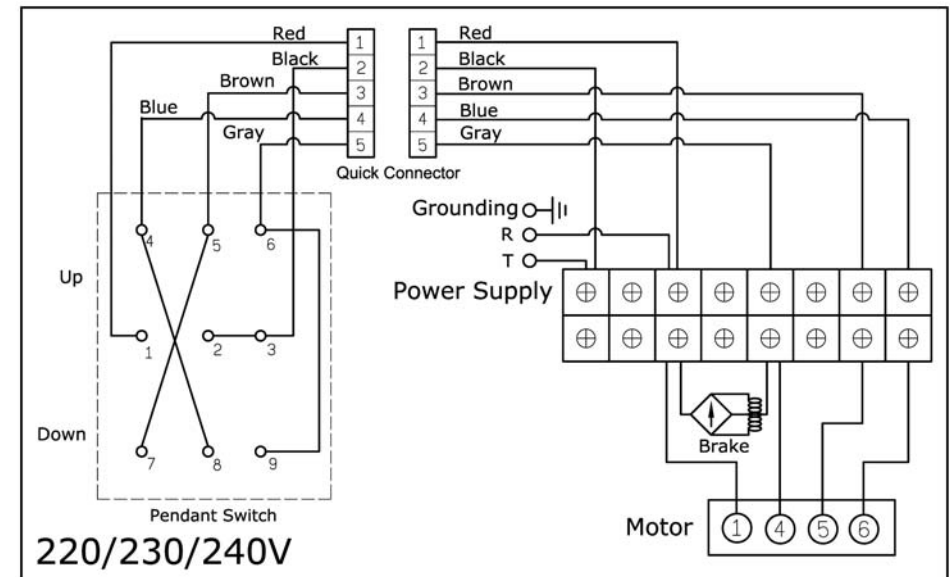 Red
Black
Brown
Blue
Gray
1
2
3
4
5
1
2
3
4
5
Red
Black
Brown
Blue
Gray
Quick Connector
Grounding
R
T
Power Supply
4
5
6
Up
1
2
3
Down
7
8
9
Pendant Switch
Brake
Motor
1
4
5
6
220/230/240V